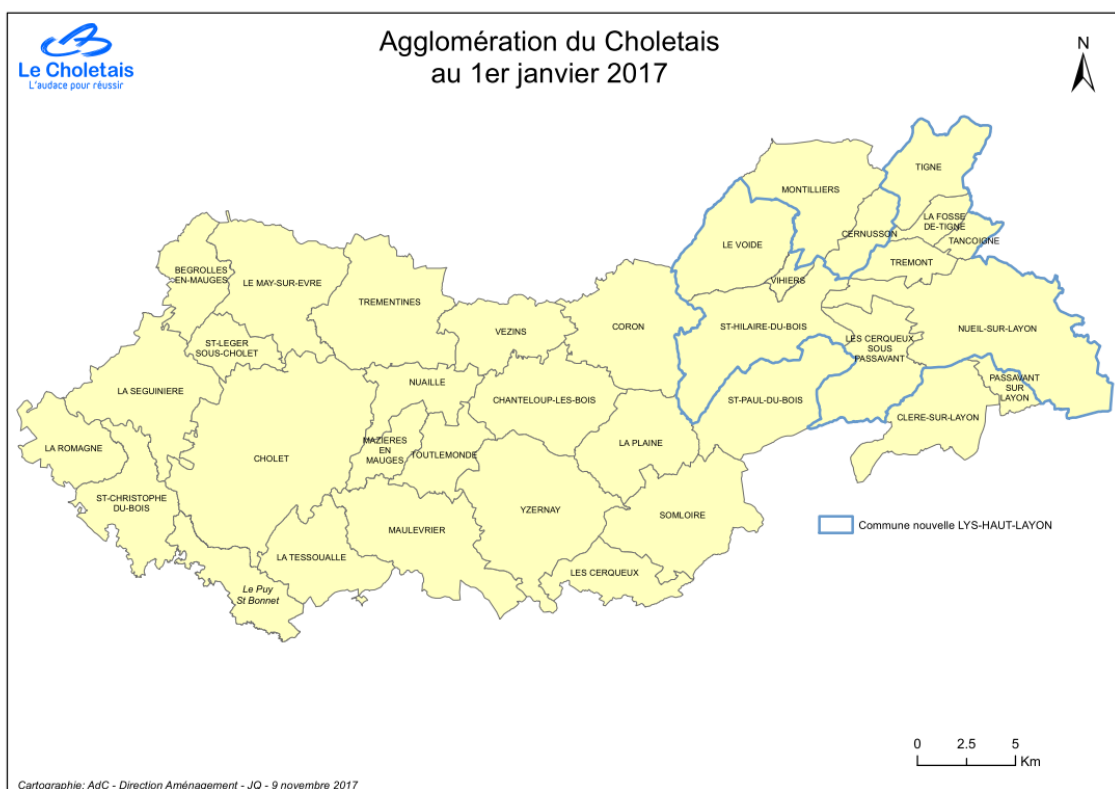 Le Choletais
L'audace pour réussir
Agglomération du Choletais
au 1er janvier 2017
N
TIGNE
MONTILLIERS
LA FOSSE
DE-TIGNE
CERNUSSON
TANCOIGNE
LE VOIDE
TREMONT
BEGROLLES
EN-MAUGES
LE MAY-SUR-EVRE
VIHIERS
TREMENTINES
VEZINS
CORON
ST-HILAIRE-DU-BOIS
NUEIL-SUR-LAYON
LES CERQUEUX
SOUS
PASSAVANT
ST-LEGER
SOUS-CHOLET
LA SEGUINIERE
NUAILLE
PASSAVANT
SUR
LAYON
CHANTELOUP-LES-BOIS
ST-PAUL-DU-BOIS
CLERE-SUR-LAYON
LA ROMAGNE
CHOLET
MAZIERES
EN
MAUGES
TOUTLEMONDE
LA PLAINE
ST-CHRISTOPHE
DU-BOIS
YZERNAY
SOMLOIRE
MAULEVRIER
Commune nouvelle LYS-HAUT-LAYON
LA TESSOUALLE
LES CERQUEUX
Le Puy
St Bonnet
0 2.5 5
Km
Cartographie: AdC - Direction Aménagement - JQ - 9 novembre 2017